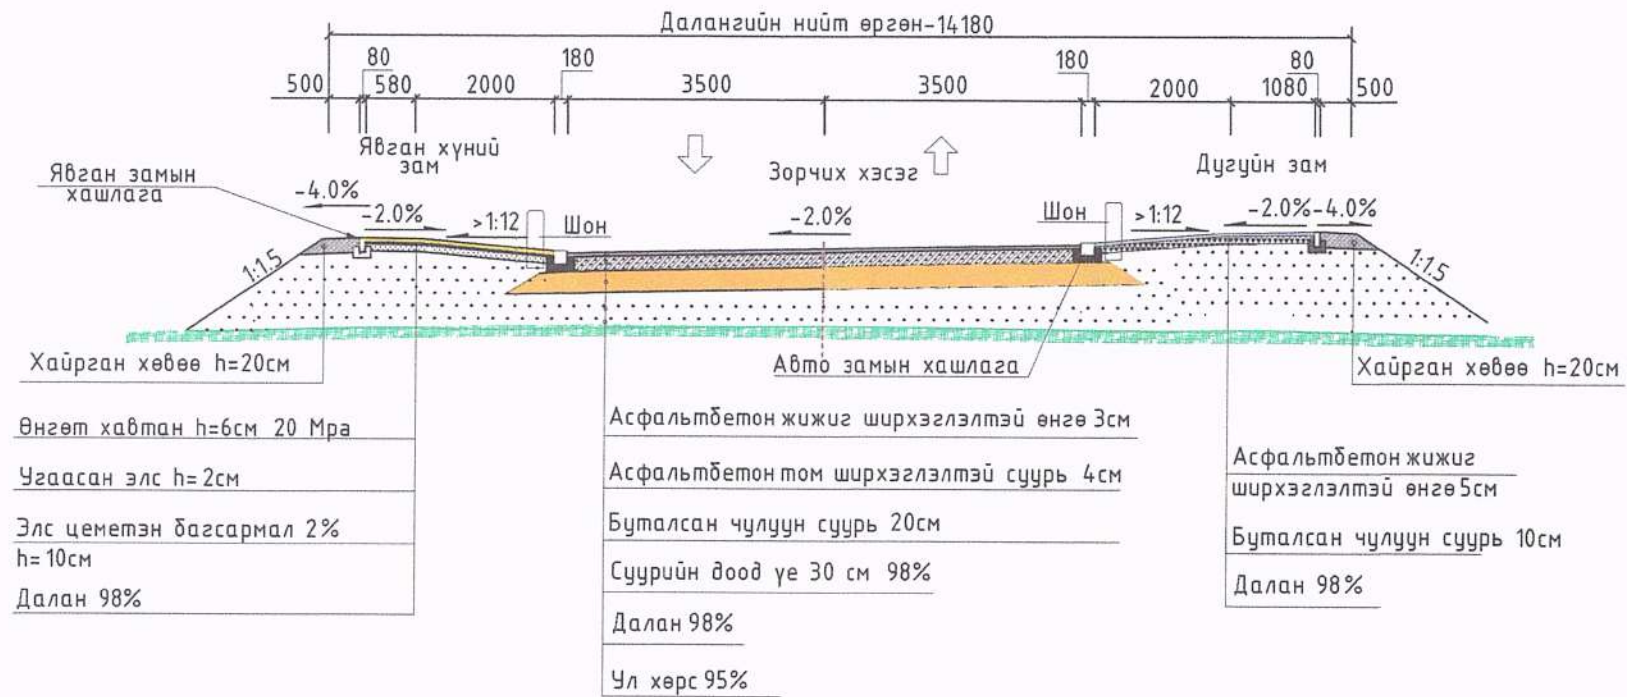 Далангийн нийт өргөн-14180
80
180
180
80
500
580
2000
3500
3500
2000
1080
500
Явган хүний
зам
Зорчих хэсэг
Дугуйн зам
Явган замын
хашлага
-4.0%
-2.0%
>1:12
Шон
-2.0%
Шон
>1:12
-2.0%
-4.0%
1:1.5
1:1.5
Хайрган хөвөө h=20см
Авто замын хашлага
Хайрган хөвөө h=20см
Өнгөт хавтан h=6см 20 Mpa
Угаасан элс h=2см
Элс цеметэн багсармал 2%
h=10см
Далан 98%
Асфальтбетон жижиг ширхэглэлтэй өнгө 3см
Асфальтбетон том ширхэглэлтэй суурь 4см
Буталсан чулуун суурь 20см
Суурийн доод үе 30 см 98%
Далан 98%
Ул хөрс 95%
Асфальтбетон жижиг
ширхэглэлтэй өнгө 5см
Буталсан чулуун суурь 10см
Далан 98%